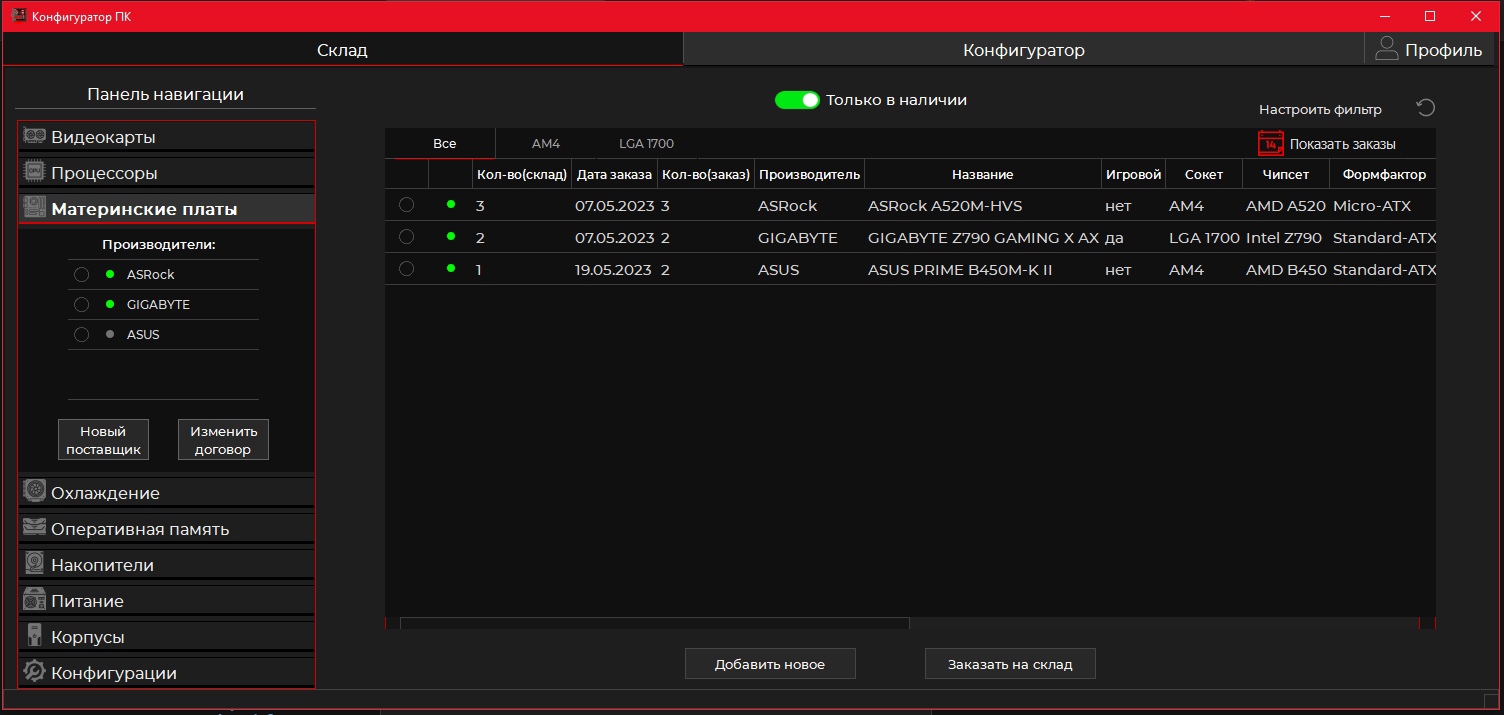 Конфигуратор ПК
Склад
Конфигуратор
Профиль
Панель навигации
Видеокарты
Процессоры
Материнские платы
Производители:
ASRock
GIGABYTE
ASUS
Новый
поставщик
Изменить
договор
Охлаждение
Оперативная память
Накопители
Питание
Корпусы
Конфигурации
Только в наличии
Настроить фильтр
Все AM4 LGA 1700
14 Показать заказы
Кол-во(склад) Дата заказа Кол-во(заказ) Производитель Название Игровой Сокет Чипсет Формфактор
3 07.05.2023 3 ASRock ASRock A520M-HVS нет AM4 AMD A520 Micro-ATX
2 07.05.2023 2 GIGABYTE GIGABYTE Z790 GAMING X AX да LGA 1700 Intel Z790 Standard-ATX
1 19.05.2023 2 ASUS ASUS PRIME B450M-K II нет AM4 AMD B450 Standard-ATX
Добавить новое
Заказать на склад